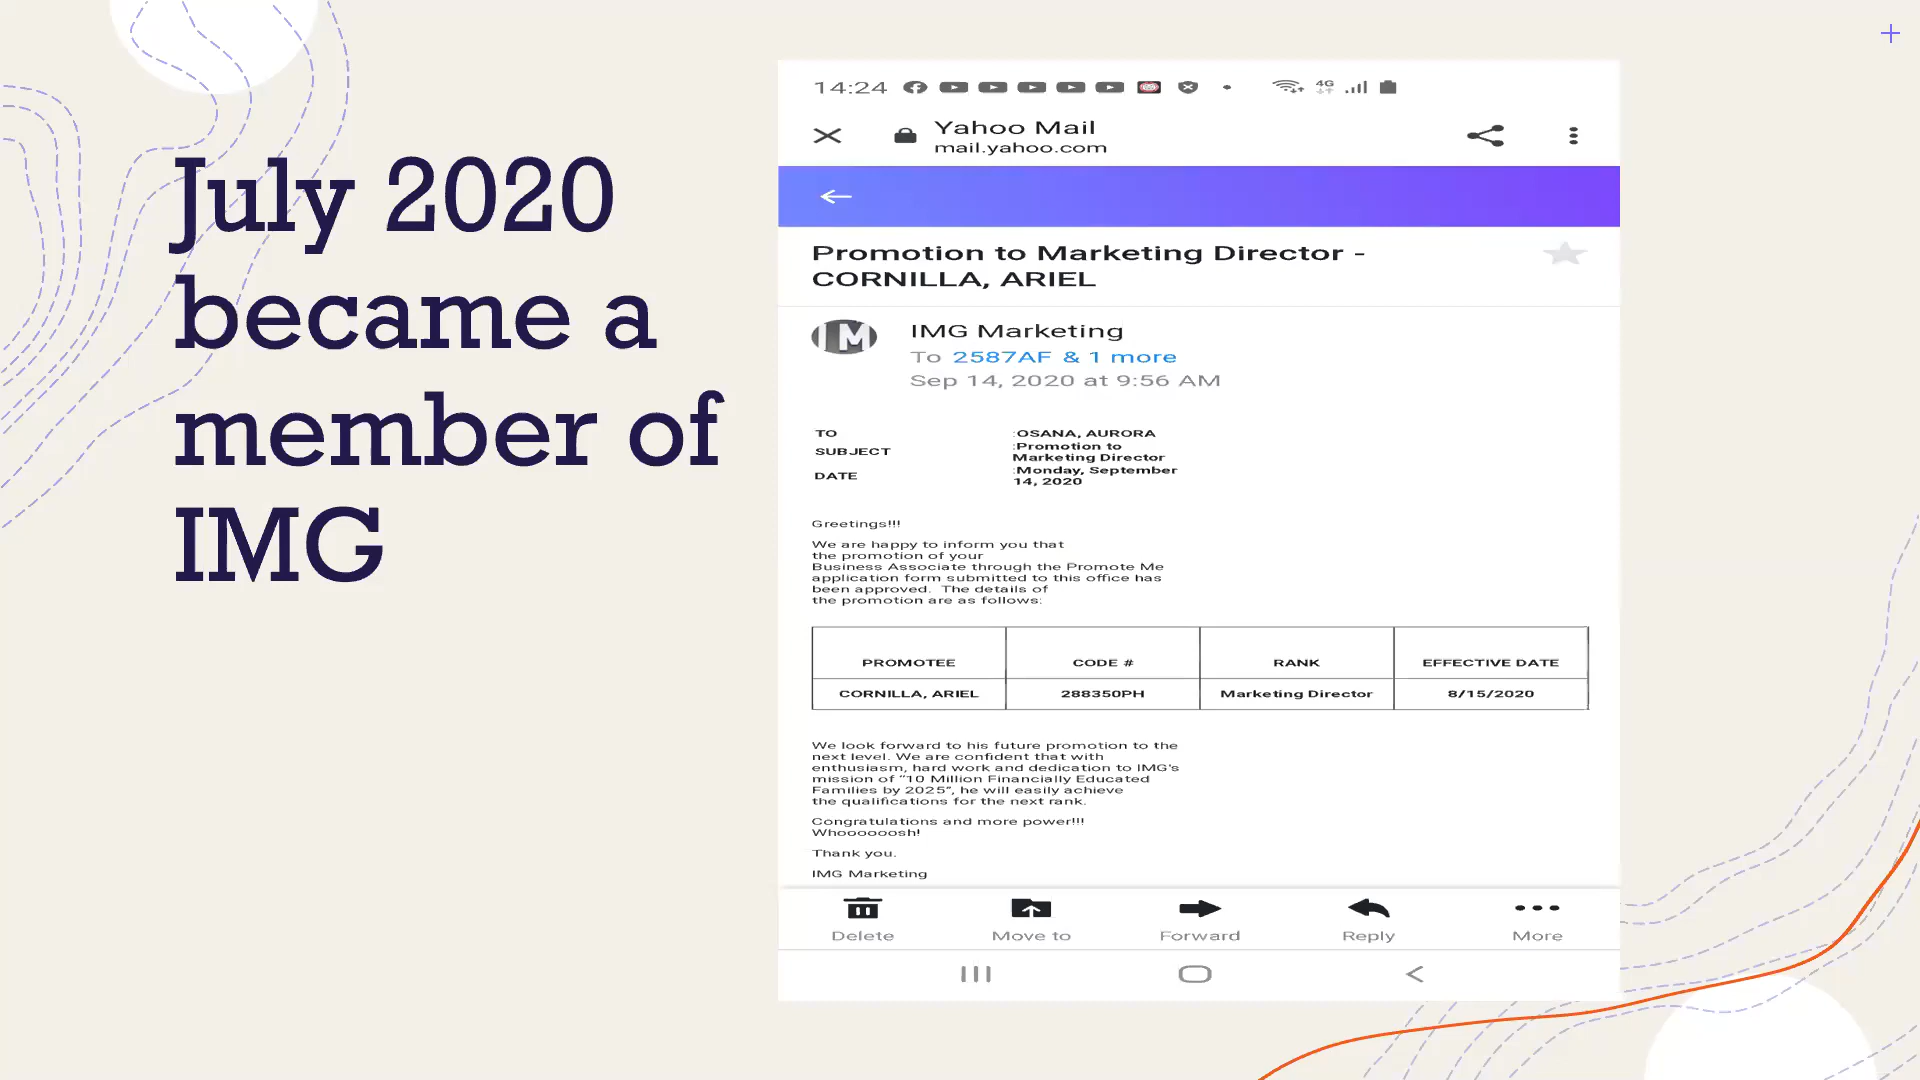 July 2020
became a
member of
IMG
14:24
4G
Yahoo Mail
mail.yahoo.com
Promotion to Marketing Director -
CORNILLA, ARIEL
IM
IMG Marketing
To 2587AF & 1 more
Sep 14, 2020 at 9:56 AM
TO :OSANA, AURORA
SUBJECT :Promotion to
Marketing Director
DATE :Monday, September
14, 2020
Greetings!!!
We are happy to inform you that
the promotion of your
Business Associate through the Promote Me
application form submitted to this office has
been approved. The details of
the promotion are as follows:
PROMOTEE CODE # RANK EFFECTIVE DATE
CORNILLA, ARIEL 288350PH Marketing Director 8/15/2020
We look forward to his future promotion to the
next level. We are confident that with
enthusiasm, hard work and dedication to IMG's
mission of “10 Million Financially Educated
Families by 2025”, he will easily achieve
the qualifications for the next rank.
Congratulations and more power!!!
Whoooooosh!
Thank you.
IMG Marketing
Delete Move to Forward Reply More